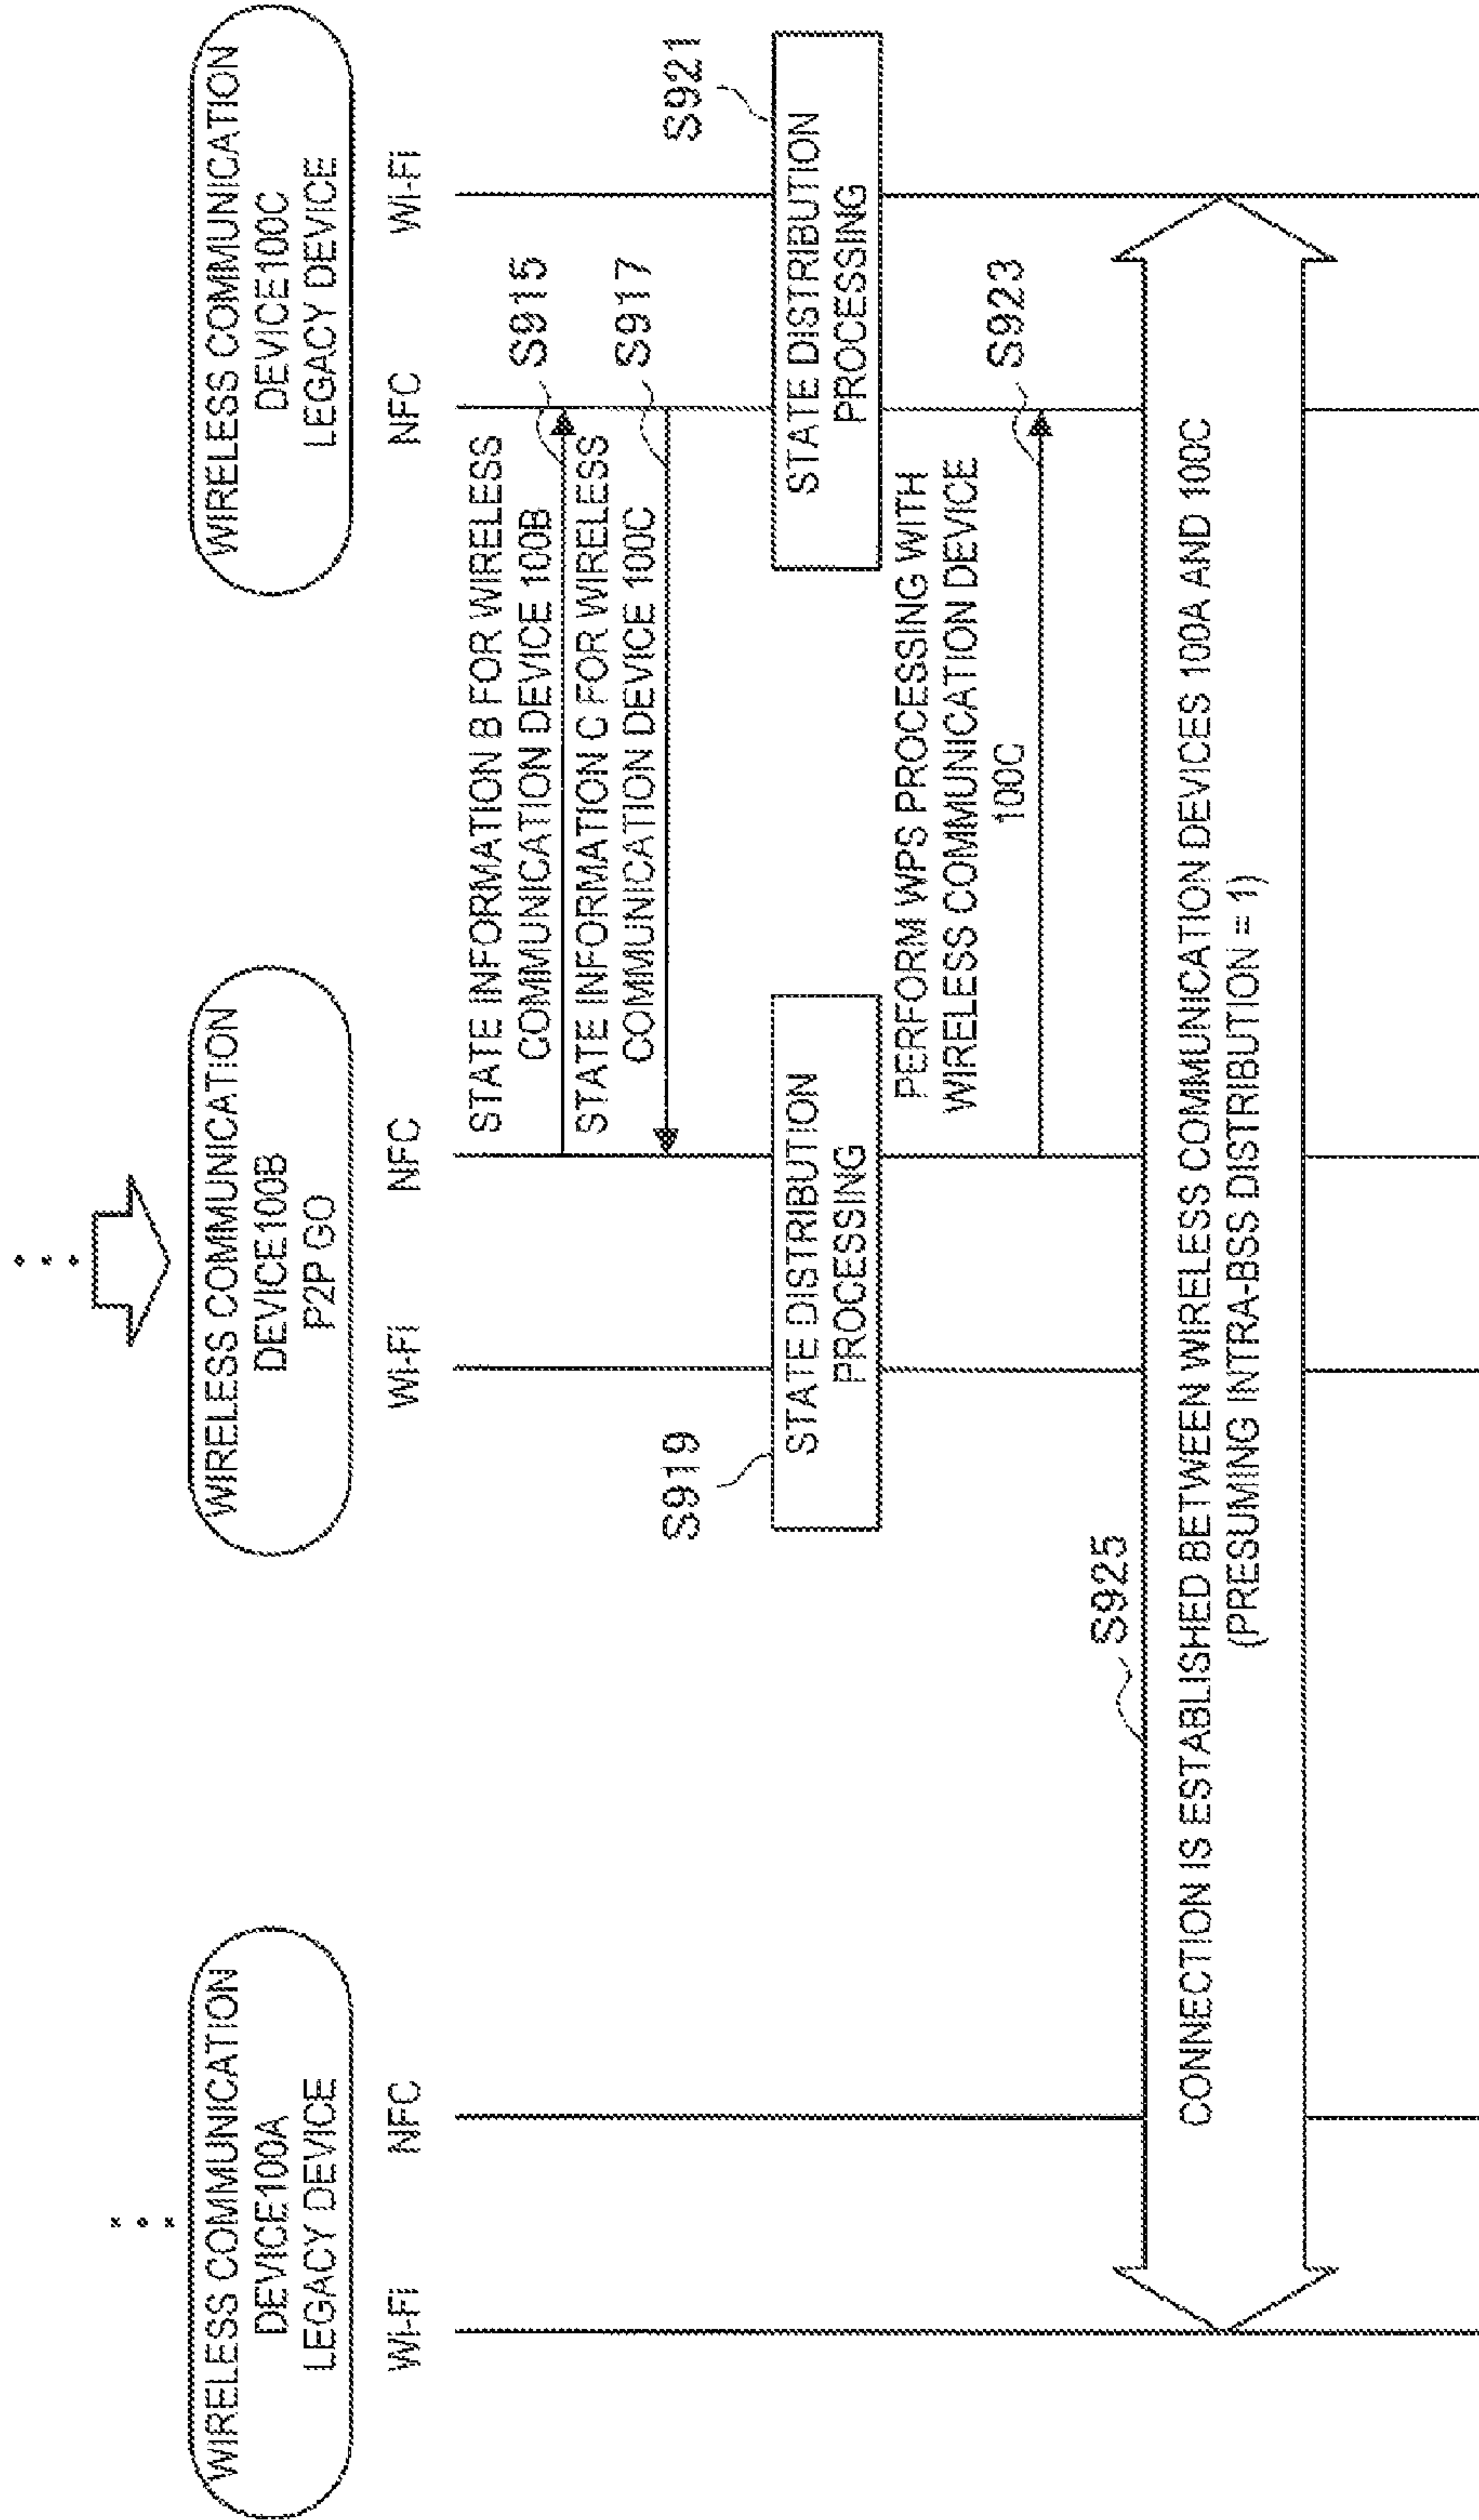 WIRELESS COMMUNICATION
DEVICE100A
LEGACY DEVICE
WI-FI
NFC
WIRELESS COMMUNICATION
DEVICE100B
P2P GO
WI-FI
NFC
WIRELESS COMMUNICATION
DEVICE100C
LEGACY DEVICE
NFC
WI-FI
STATE INFORMATION B FOR WIRELESS
COMMUNICATION DEVICE 100B
S915
STATE INFORMATION C FOR WIRELESS
COMMUNICATION DEVICE 100C
S917
S919
STATE DISTRIBUTION
PROCESSING
S921
STATE DISTRIBUTION
PROCESSING
PERFORM WPS PROCESSING WITH
WIRELESS COMMUNICATION DEVICE
100C
S923
S925
CONNECTION IS ESTABLISHED BETWEEN WIRELESS COMMUNICATION DEVICES 100A AND 100C
(PRESUMING INTRA-BSS DISTRIBUTION = 1)